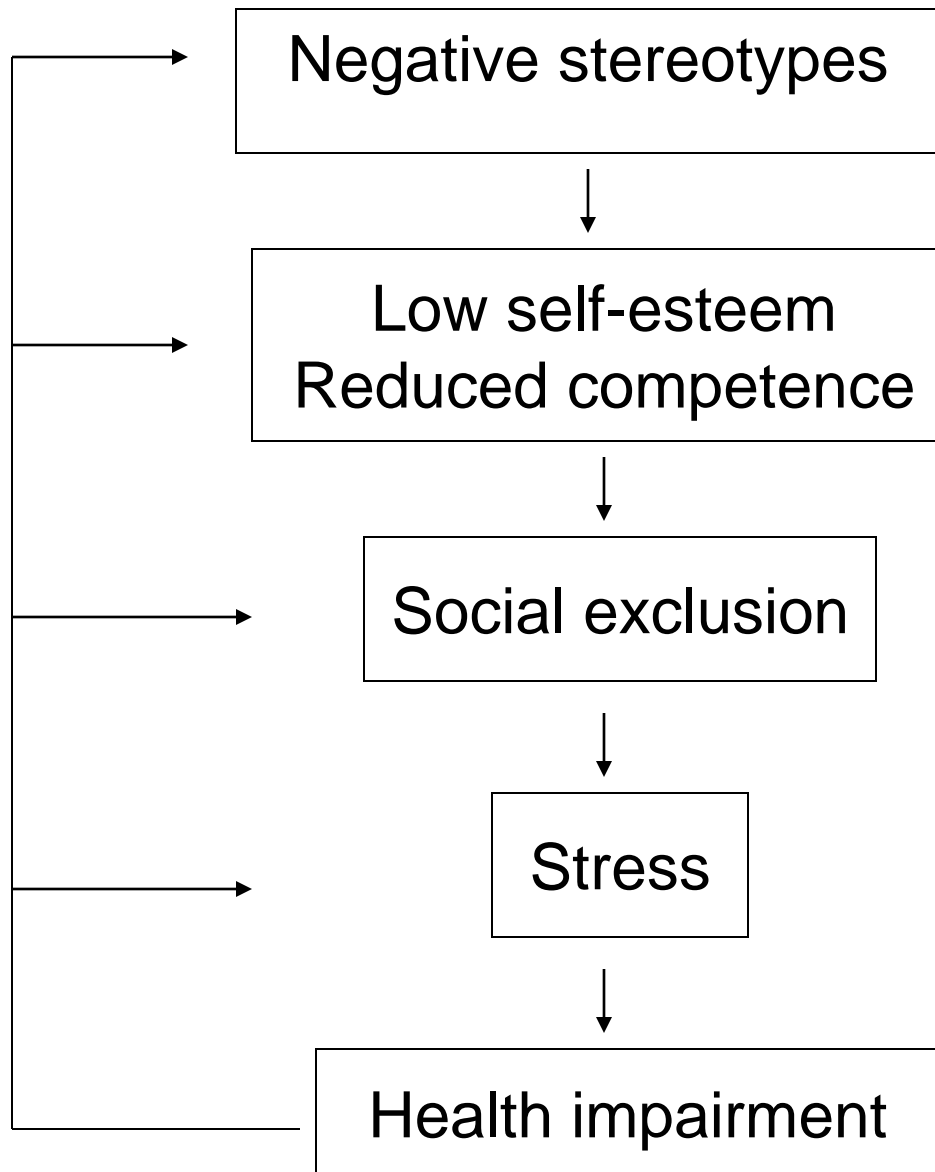 Negative stereotypes
Low self-esteem
Reduced competence
Social exclusion
Stress
Health impairment